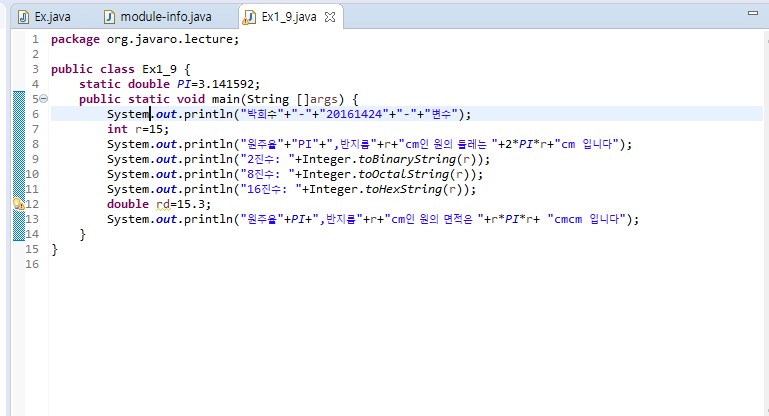 Ex.java module-info.java Ex1_9.java
1 package org.javaro.lecture;
2
3 public class Ex1_9 {
4 static double PI=3.141592;
5 public static void main(String []args) {
6 System.out.println("박희수"+"-"+"20161424"+"-"+"변수");
7 int r=15;
8 System.out.println("원주율"+"PI"+",반지름"+r+"cm인 원의 둘레는 "+2*PI*r+"cm 입니다");
9 System.out.println("2진수: "+Integer.toBinaryString(r));
10 System.out.println("8진수: "+Integer.toOctalString(r));
11 System.out.println("16진수: "+Integer.toHexString(r));
12 double rd=15.3;
13 System.out.println("원주율"+PI+",반지름"+r+"cm인 원의 면적은 "+r*PI*r+ "cmcm 입니다");
14 }
15 }
16